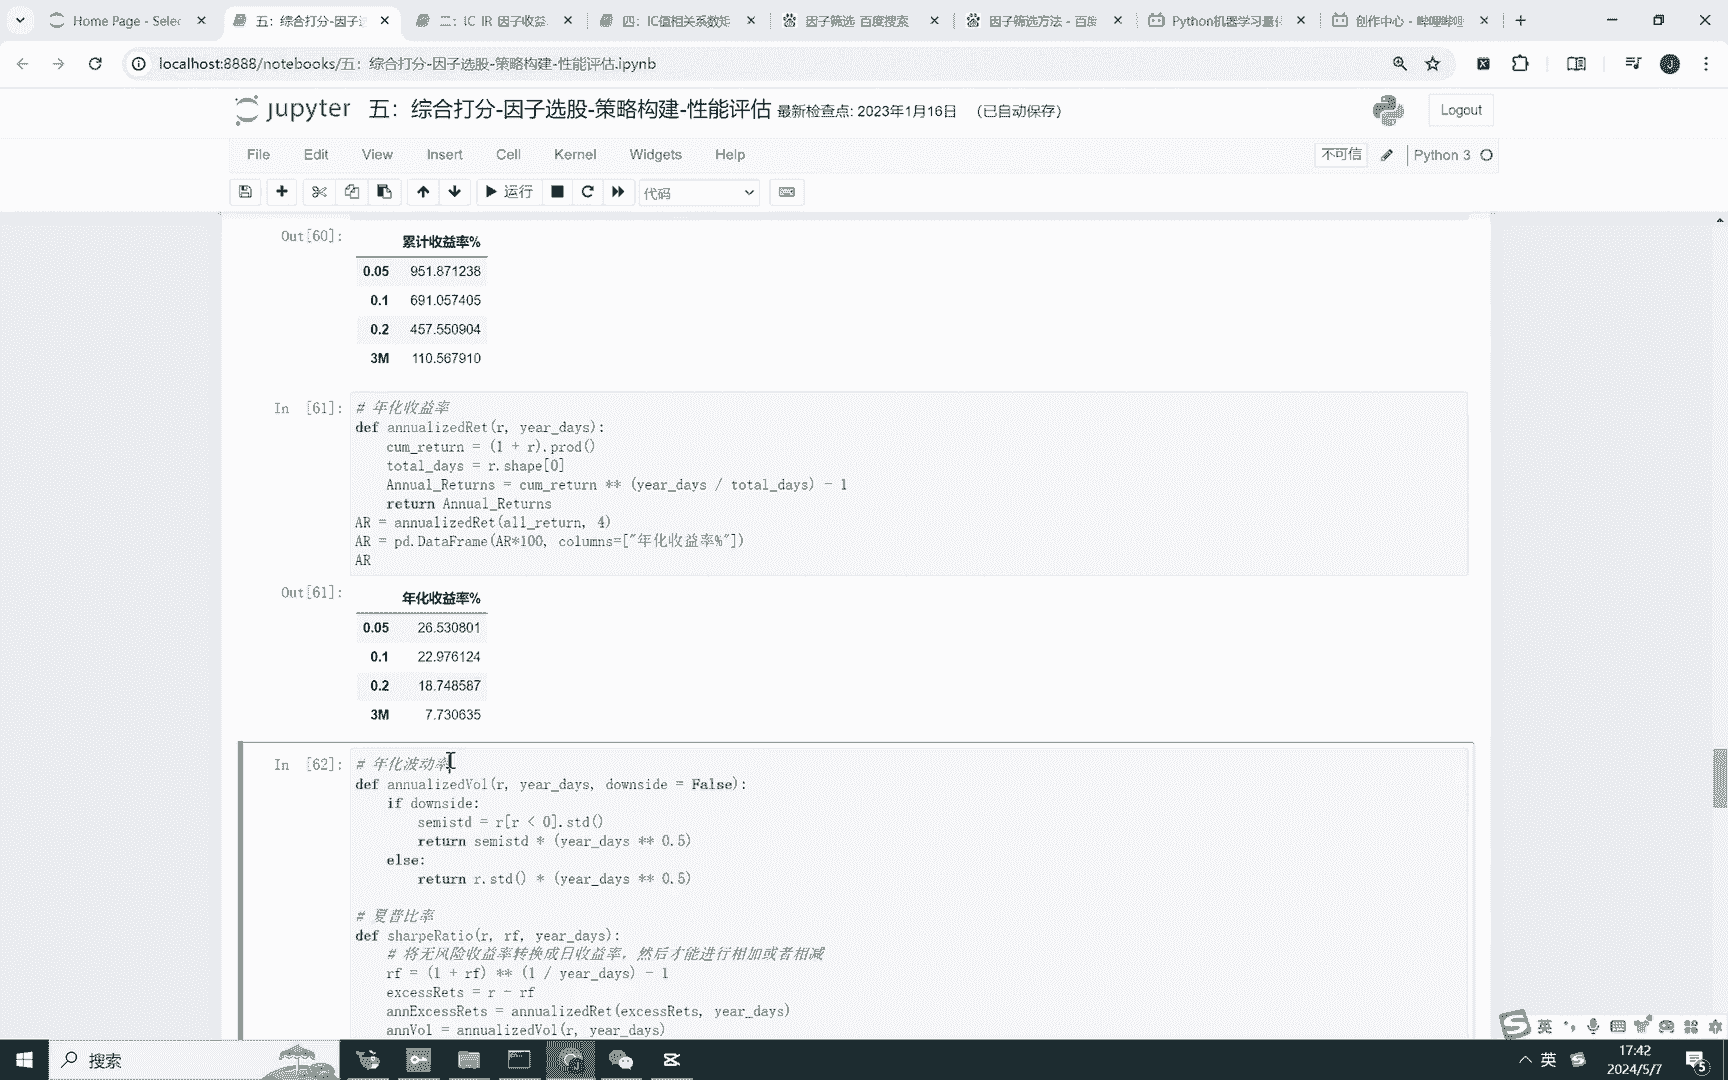 Home Page - Selec
五：综合打分-因子选
二：IC IR 因子收益
四：IC值相关系数矩
因子筛选_百度搜索
因子筛选方法 - 百度
Python机器学习量化
创作中心 - 哔哩哔哩
localhost:8888/notebooks/五：综合打分-因子选股-策略构建-性能评估.ipynb
jupyter 五：综合打分-因子选股-策略构建-性能评估 最新检查点: 2023年1月16日 （已自动保存） Logout
File Edit View Insert Cell Kernel Widgets Help 不可信 Python 3
运行 代码
Out[60]: 累计收益率%
0.05 951.871238
0.1 691.057405
0.2 457.550904
3M 110.567910
In [61]: # 年化收益率
def annualizedRet(r, year_days):
cum_return = (1 + r).prod()
total_days = r.shape[0]
Annual_Returns = cum_return ** (year_days / total_days) - 1
return Annual_Returns
AR = annualizedRet(all_return, 4)
AR = pd.DataFrame(AR*100, columns=["年化收益率%"])
AR
Out[61]: 年化收益率%
0.05 26.530801
0.1 22.976124
0.2 18.748587
3M 7.730635
In [62]: # 年化波动率
def annualizedVol(r, year_days, downside = False):
if downside:
semistd = r[r < 0].std()
return semistd * (year_days ** 0.5)
else:
return r.std() * (year_days ** 0.5)
# 夏普比率
def sharpeRatio(r, rf, year_days):
# 将无风险收益率转换成日收益率，然后才能进行相加或者相减
rf = (1 + rf) ** (1 / year_days) - 1
excessRets = r - rf
annExcessRets = annualizedRet(excessRets, year_days)
annVol = annualizedVol(r, year_days)
英
搜索
英
17:42
2024/5/7
5